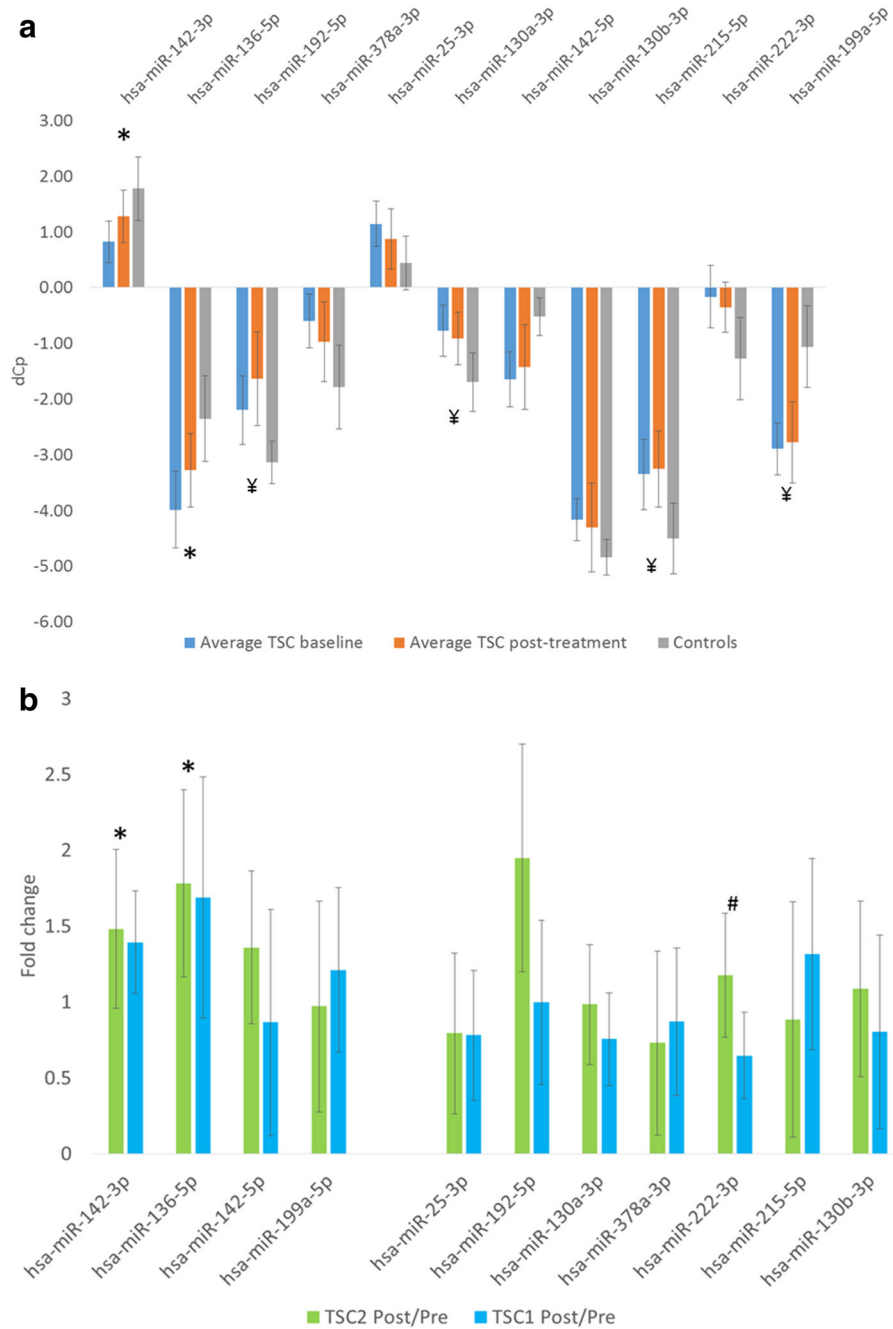 a
hsa-miR-142-3p
hsa-miR-136-5p
hsa-miR-192-5p
hsa-miR-378a-3p
hsa-miR-25-3p
hsa-miR-130a-3p
hsa-miR-142-5p
hsa-miR-130b-3p
hsa-miR-215-5p
hsa-miR-222-3p
hsa-miR-199a-5p
3.00
2.00
1.00
0.00
-1.00
-2.00
-3.00
-4.00
-5.00
-6.00
dCp
*
*
¥
¥
¥
¥
Average TSC baseline
Average TSC post-treatment
Controls
b
3
2.5
2
1.5
1
0.5
0
Fold change
*
*
#
hsa-miR-142-3p
hsa-miR-136-5p
hsa-miR-142-5p
hsa-miR-199a-5p
hsa-miR-25-3p
hsa-miR-192-5p
hsa-miR-130a-3p
hsa-miR-378a-3p
hsa-miR-222-3p
hsa-miR-215-5p
hsa-miR-130b-3p
TSC2 Post/Pre
TSC1 Post/Pre